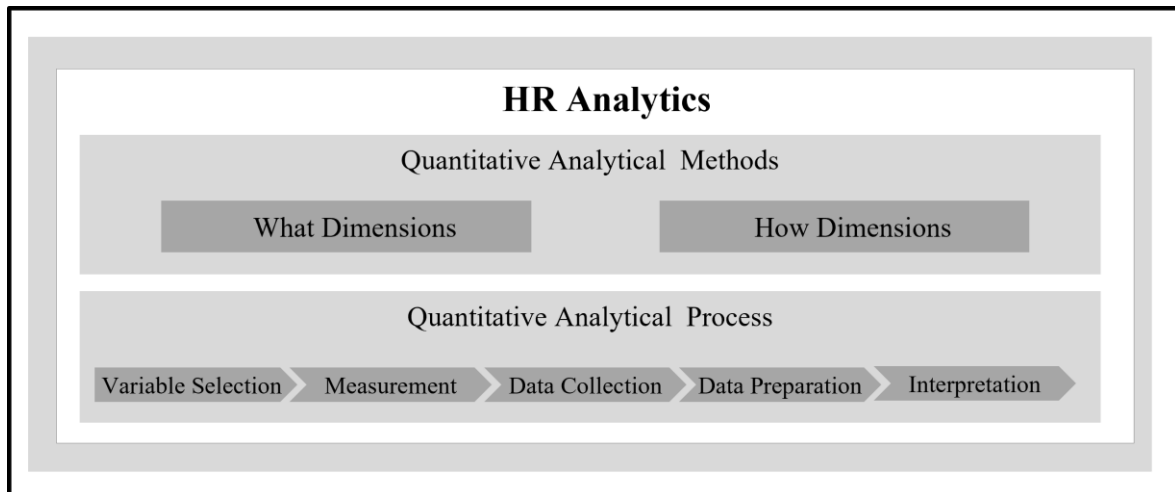 HR Analytics
Quantitative Analytical Methods
What Dimensions
How Dimensions
Quantitative Analytical Process
Variable Selection
Measurement
Data Collection
Data Preparation
Interpretation